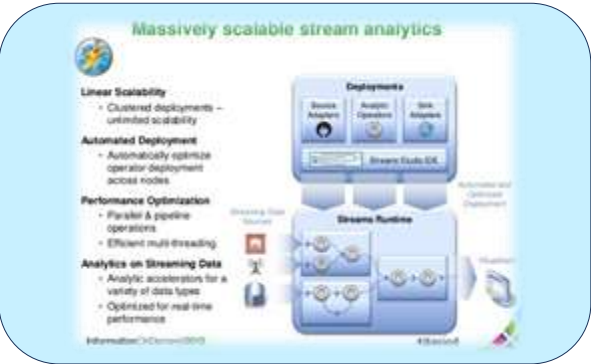 Massively scalable stream analytics
Linear Scalability
• Clustered deployments –
unlimited scalability
Automated Deployment
• Automatically optimize
operator deployment
across nodes
Performance Optimization
• Parallel & pipeline
operations
• Efficient multi-threading
Analytics on Streaming Data
• Analytic accelerators for a
variety of data types
• Optimized for real-time
performance
Deployments
Source
Adapters
Analytic
Operators
Sink
Adapters
Streams Studio IDE
Automated and
Optimized
Deployment
Streaming Data
Sources
Streams Runtime
Visualization